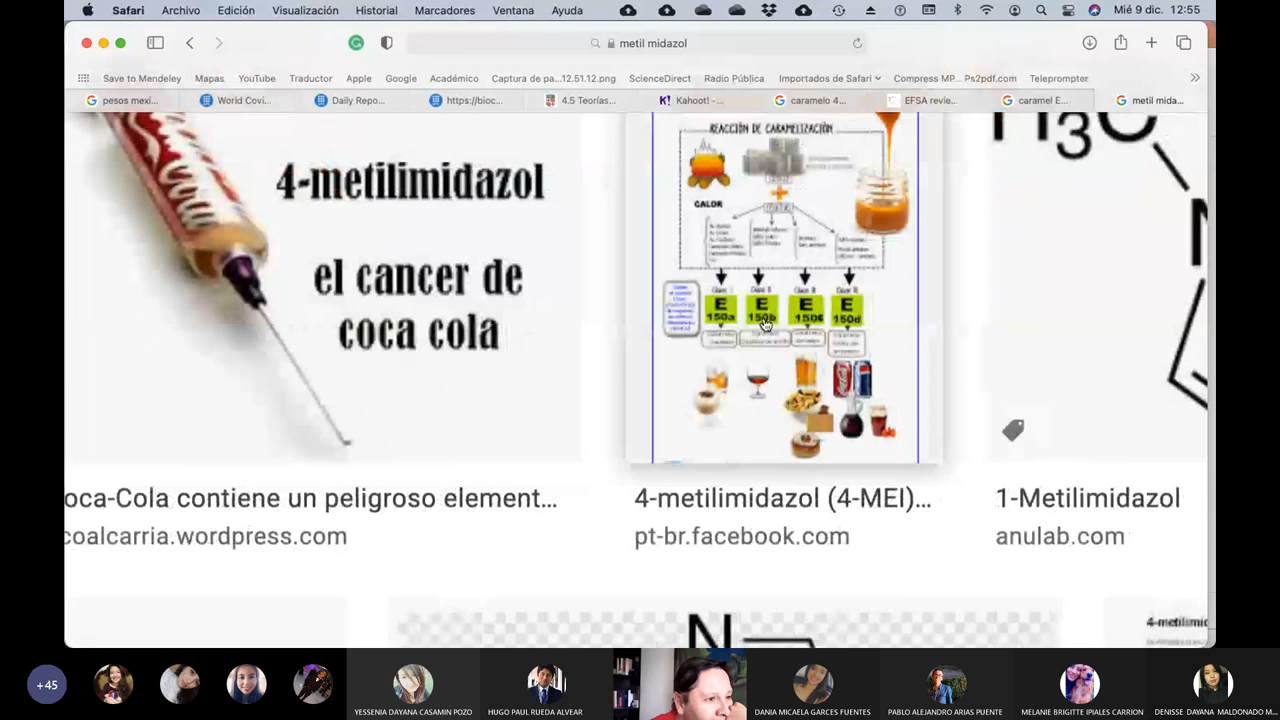 Safari Archivo Edición Visualización Historial Marcadores Ventana Ayuda Mié 9 dic. 12:55
metil midazol
Save to Mendeley Mapas YouTube Traductor Apple Google Académico Captura de pa...12.51.12.png ScienceDirect Radio Pública Importados de Safari Compress MP... Ps2pdf.com Teleprompter
pesos mexi... World Covi... Daily Repo... https://bioc... 4.5 Teorías... Kahoot! -... caramelo 4... EFSA revie... caramel E... metil mida...
4-metilimidazol
el cancer de
coca cola
REACCIÓN DE CARAMELIZACIÓN
CALOR
E 150a E 150b E 150c E 150d
H3C
N
oca-Cola contiene un peligroso element...
coalcarria.wordpress.com
4-metilimidazol (4-MEI)...
pt-br.facebook.com
1-Metilimidazol
anulab.com
N
+45
YESSENIA DAYANA CASAMIN POZO
HUGO PAUL RUEDA ALVEAR
DANIA MICAELA GARCES FUENTES
PABLO ALEJANDRO ARIAS PUENTE
MELANIE BRIGITTE IPIALES CARRION
DENISSE DAYANA MALDONADO M...